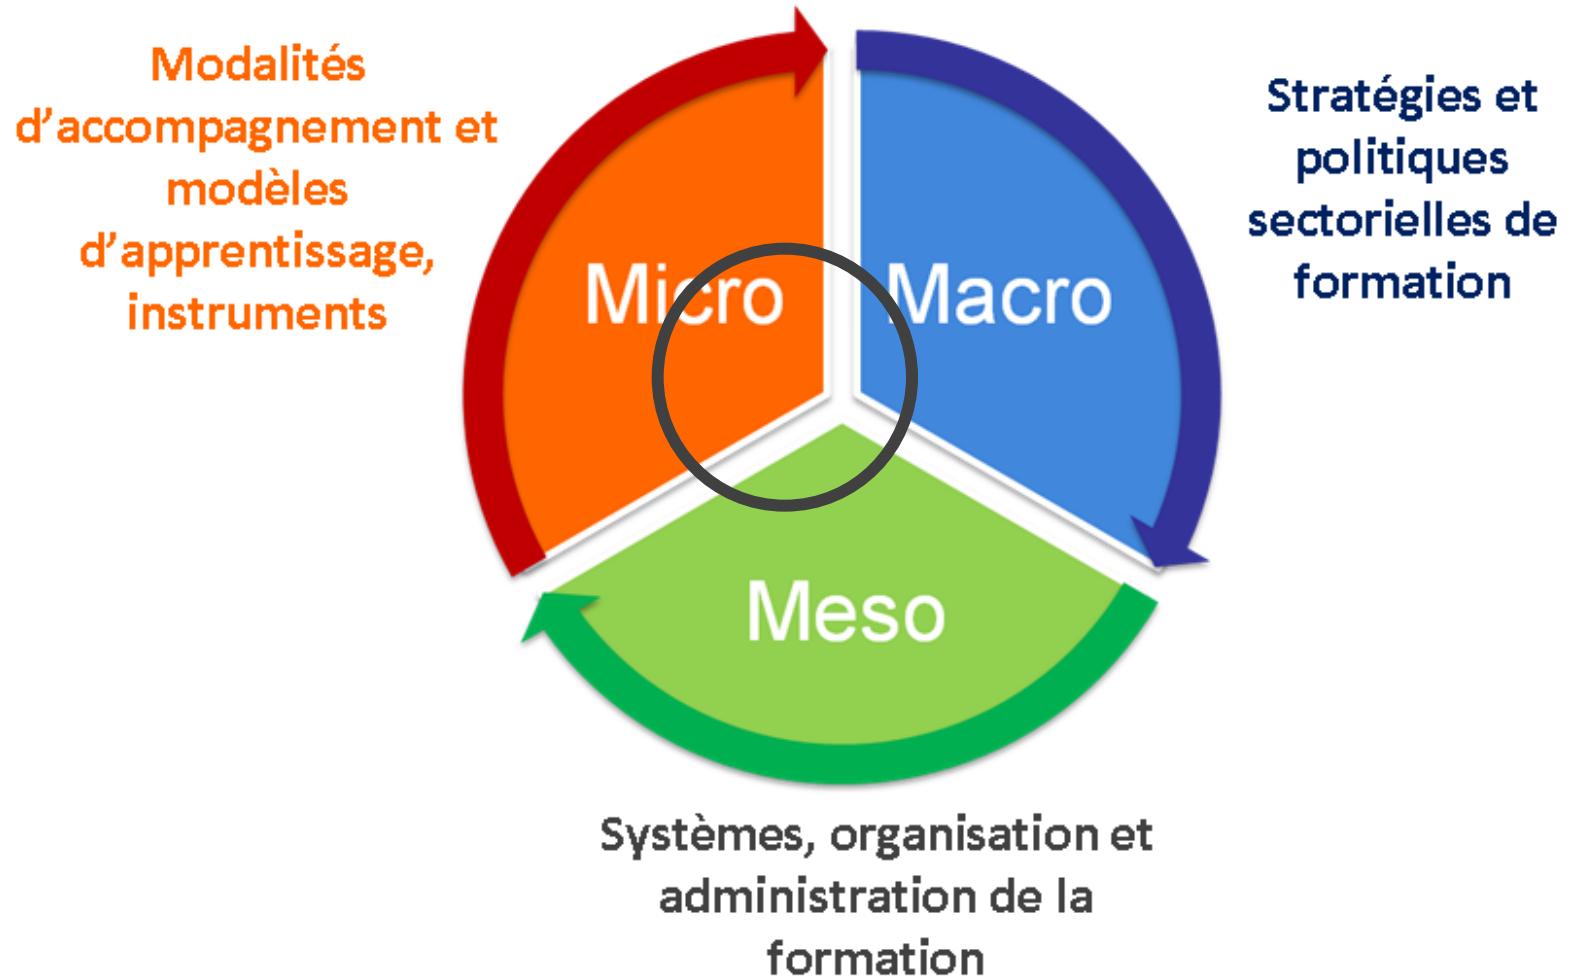 Modalités
d’accompagnement et
modèles
d’apprentissage,
instruments
Stratégies et
politiques
sectorielles de
formation
Micro
Macro
Meso
Systèmes, organisation et
administration de la
formation